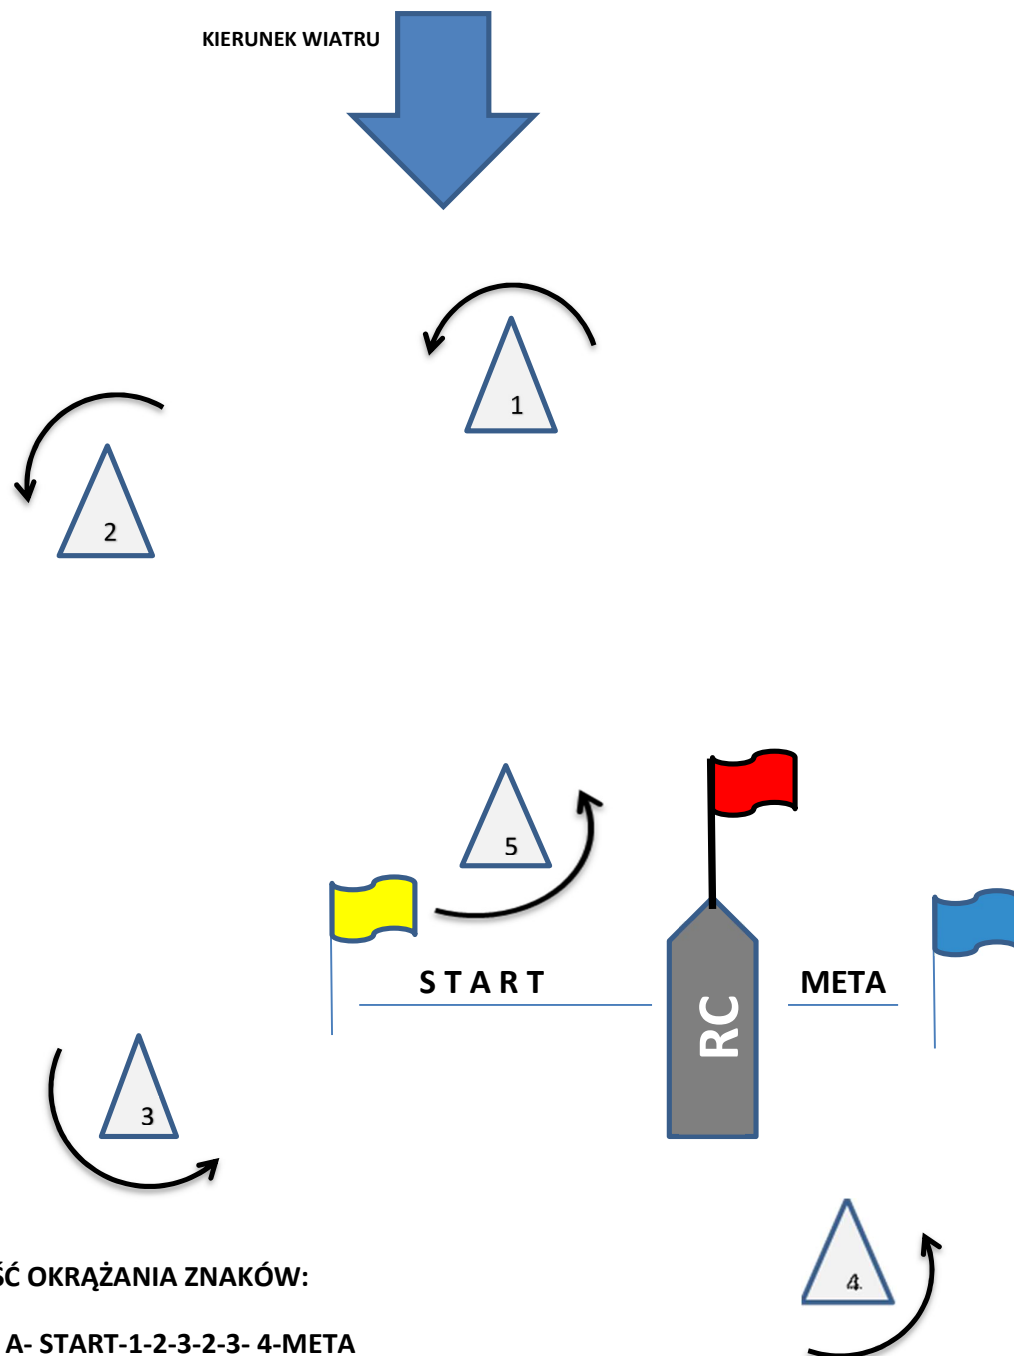 KIERUNEK WIATRU
1
2
5
S T A R T
META
RC
3
4
ŚĆ OKRĄŻANIA ZNAKÓW:
A- START-1-2-3-2-3- 4-META